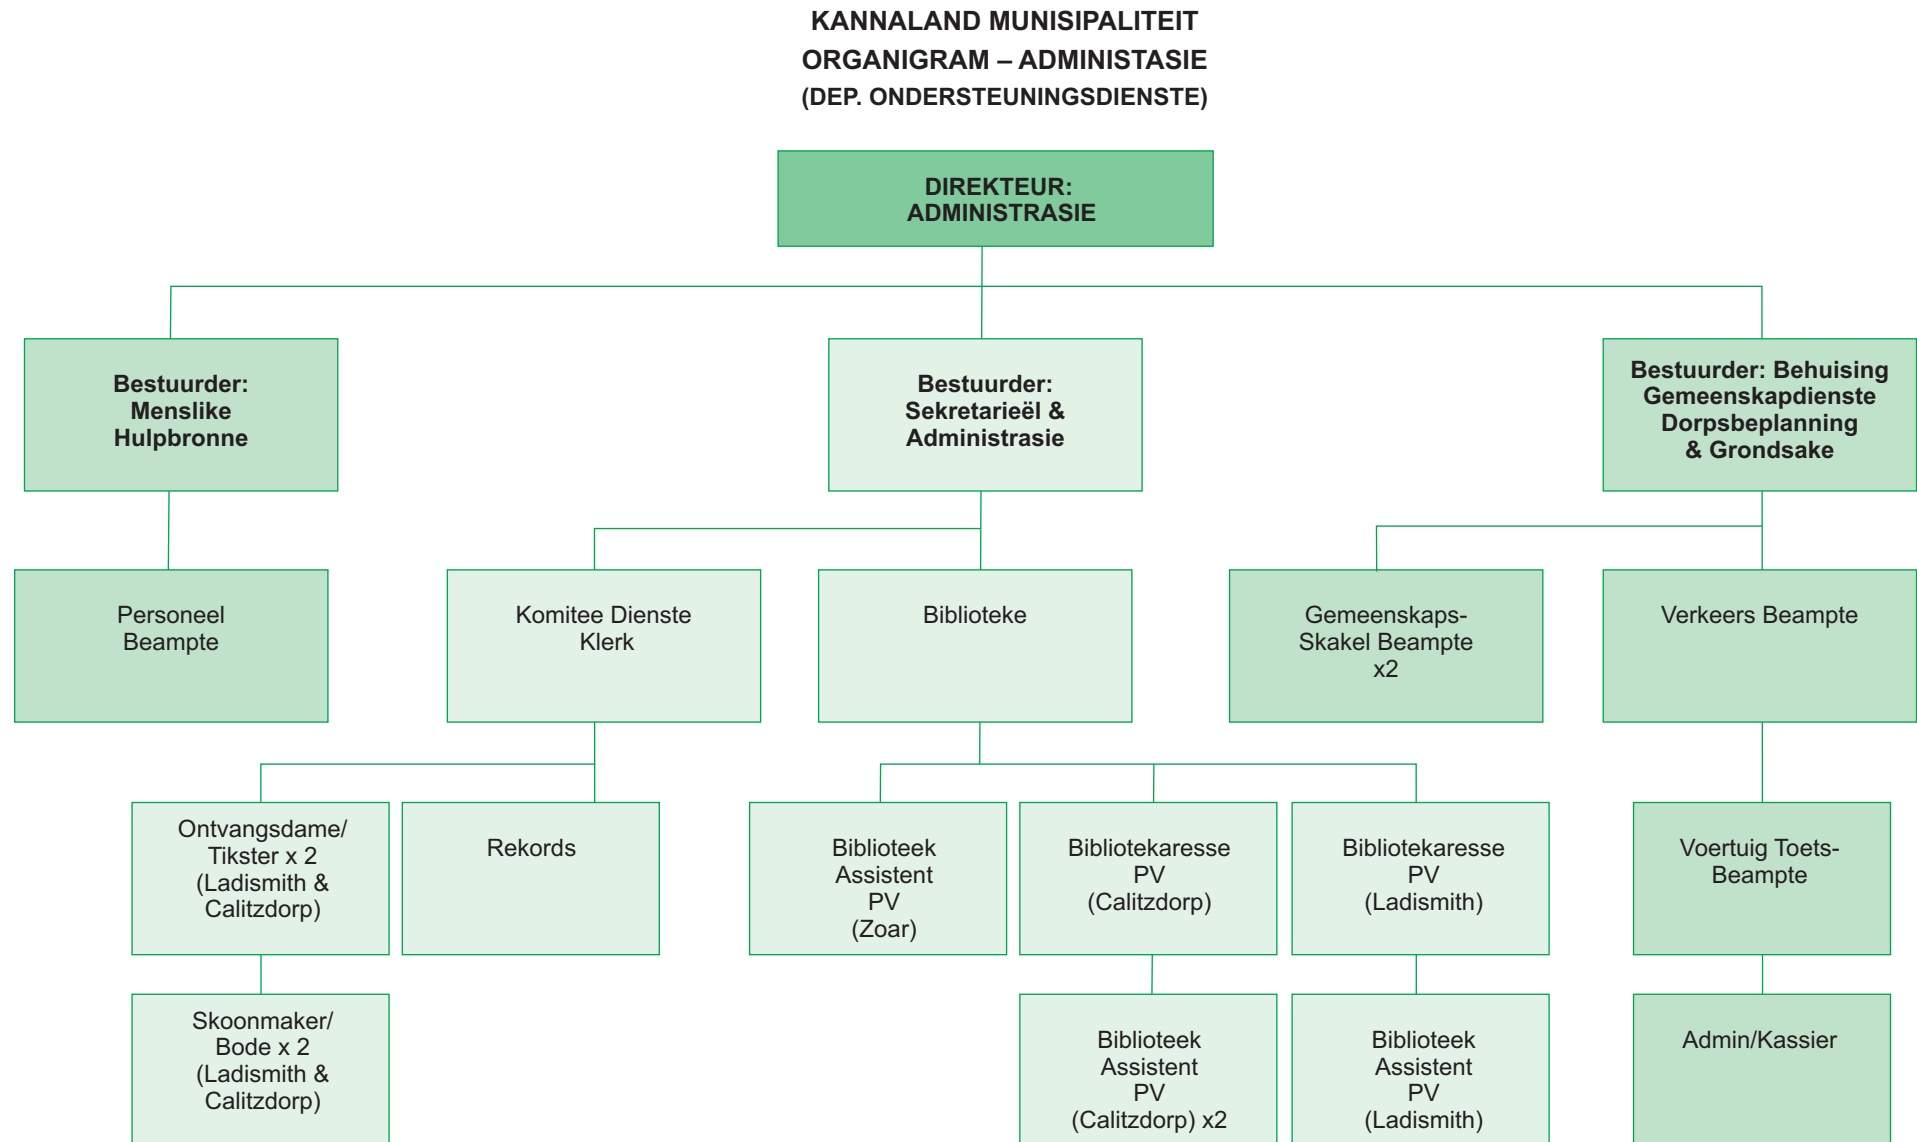 KANNALAND MUNISIPALITEIT
ORGANIGRAM – ADMINISTASIE
(DEP. ONDERSTEUNINGSDIENSTE)
DIREKTEUR:
ADMINISTRASIE
Bestuurder:
Menslike
Hulpbronne
Bestuurder:
Sekretarieël &
Administrasie
Bestuurder: Behuising
Gemeenskapdienste
Dorpsbeplanning
& Grondsake
Personeel
Beampte
Komitee Dienste
Klerk
Biblioteke
Gemeenskaps-
Skakel Beampte
x2
Verkeers Beampte
Ontvangsdame/
Tikster x 2
(Ladismith &
Calitzdorp)
Rekords
Biblioteek
Assistent
PV
(Zoar)
Bibliotekaresse
PV
(Calitzdorp)
Bibliotekaresse
PV
(Ladismith)
Voertuig Toets-
Beampte
Skoonmaker/
Bode x 2
(Ladismith &
Calitzdorp)
Biblioteek
Assistent
PV
(Calitzdorp) x2
Biblioteek
Assistent
PV
(Ladismith)
Admin/Kassier